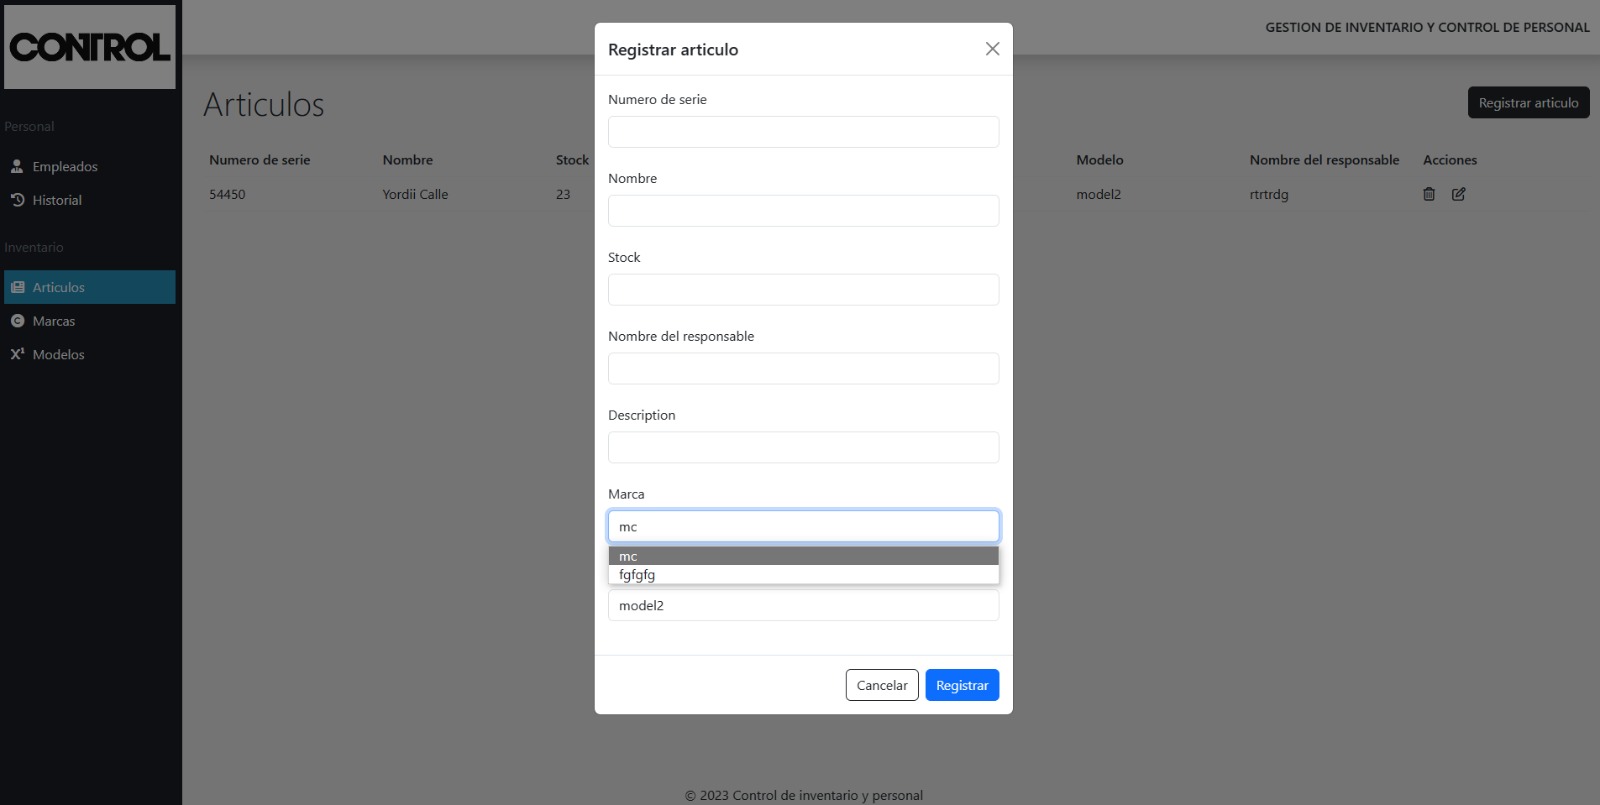 CONTROL
GESTION DE INVENTARIO Y CONTROL DE PERSONAL
Personal
Empleados
Historial
Inventario
Articulos
Marcas
Modelos
Articulos
Registrar articulo
Numero de serie Nombre Stock Modelo Nombre del responsable Acciones
54450 Yordii Calle 23 model2 rtrtrdg
Registrar articulo
Numero de serie
Nombre
Stock
Nombre del responsable
Description
Marca
mc
mc
fgfgfg
model2
Cancelar Registrar
© 2023 Control de inventario y personal